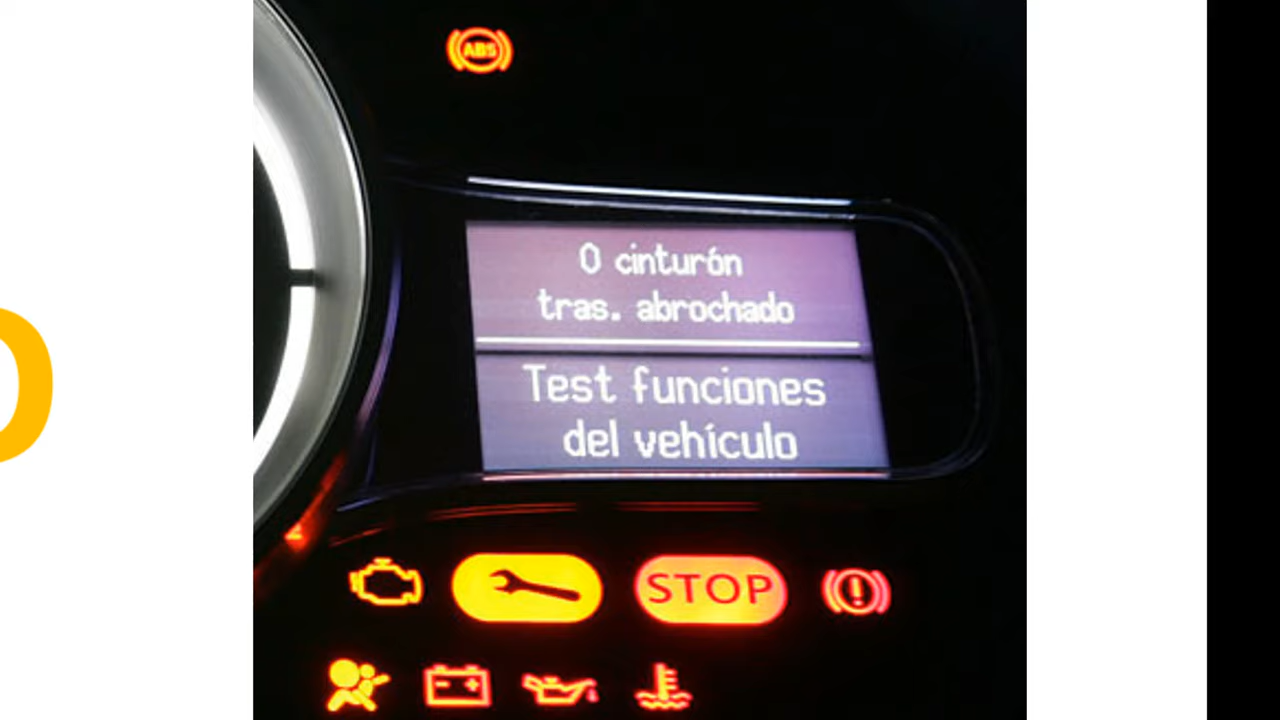 ABS
0 cinturón
tras. abrochado
Test funciones
del vehículo
STOP